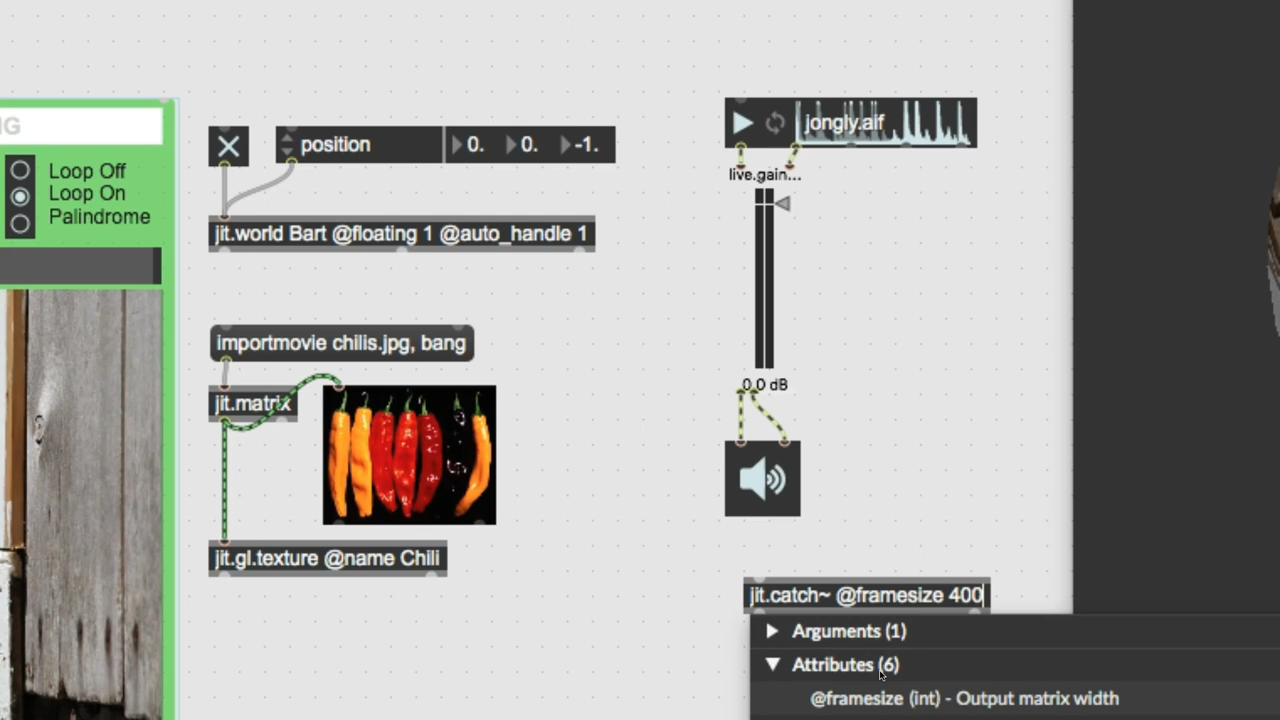 NG
Loop Off
Loop On
Palindrome
position
0.
0.
-1.
jit.world Bart @floating 1 @auto_handle 1
importmovie chilis.jpg, bang
jit.matrix
jit.gl.texture @name Chili
jongly.aif
live.gain...
0.0 dB
jit.catch~ @framesize 400
Arguments (1)
Attributes (6)
@framesize (int) - Output matrix width